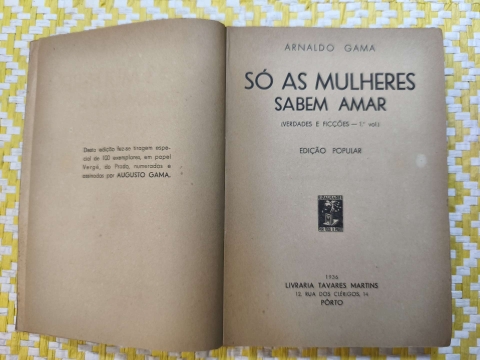 Desta edição fez-se tiragem espe-
cial de 100 exemplares, em papel
Vergé, do Prado, numerados e
assinados por AUGUSTO GAMA.
ARNALDO GAMA
SÓ AS MULHERES
SABEM AMAR
(VERDADES E FICÇÕES — 1.º vol.)
EDIÇÃO POPULAR
1936
LIVRARIA TAVARES MARTINS
12, RUA DOS CLÉRIGOS, 14
PÔRTO